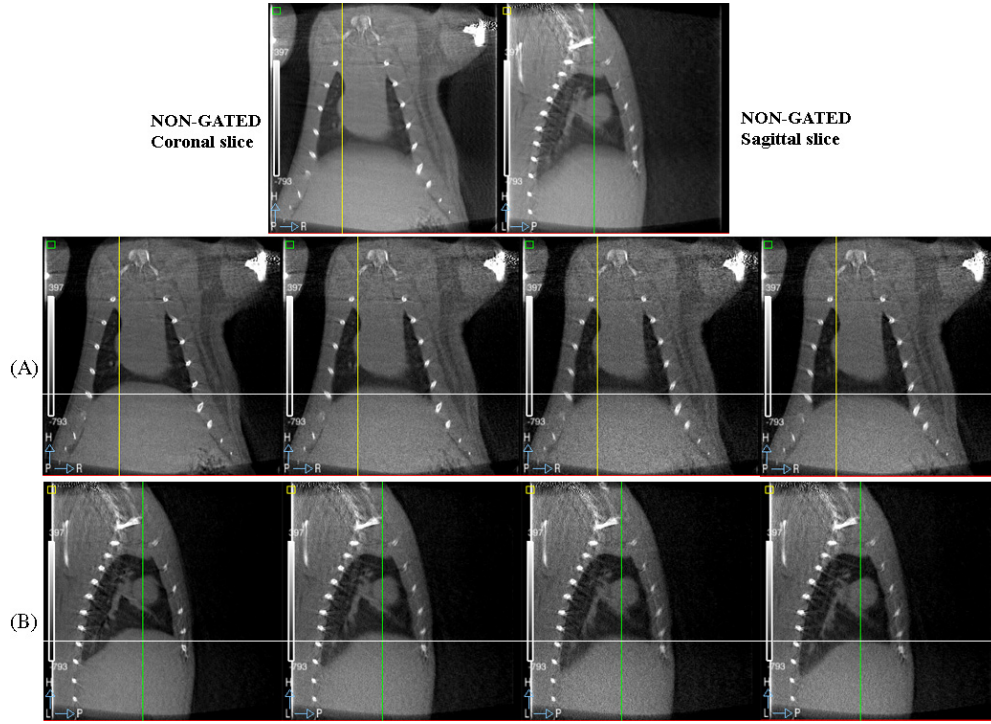 NON-GATED
Coronal slice
397
-793
H
P
R
397
-793
H
L
P
NON-GATED
Sagittal slice
(A)
397
-793
H
P
R
397
-793
H
P
R
397
-793
H
P
R
397
-793
H
P
R
(B)
397
-793
H
L
P
397
-793
H
L
P
397
-793
H
L
P
397
-793
H
L
P